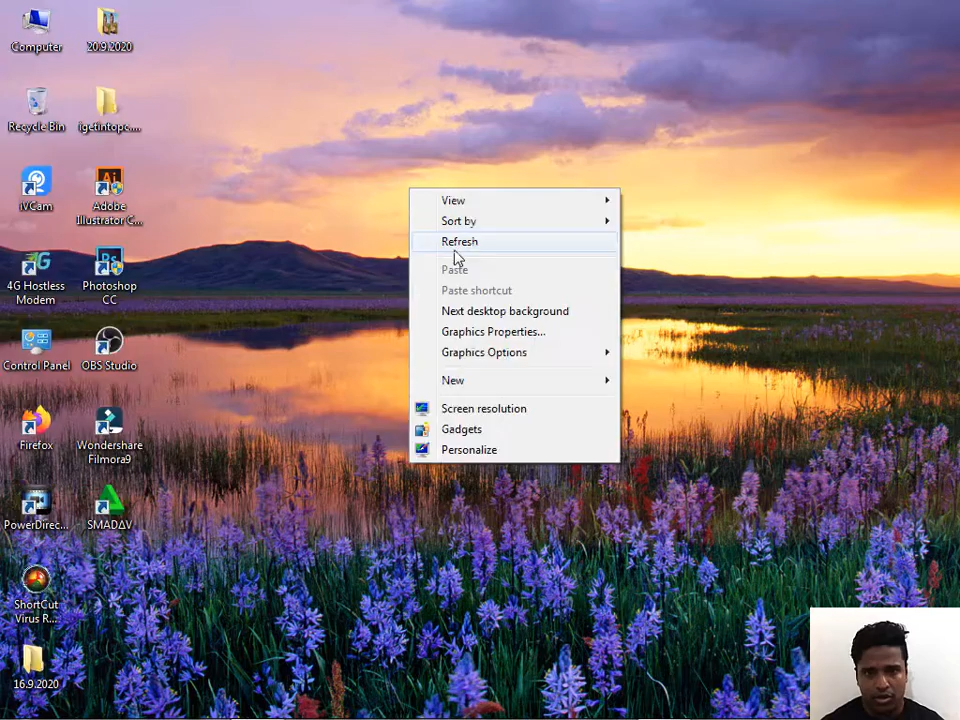 Computer
20.9.2020
Recycle Bin
igetintopc....
iVCam
Adobe
Illustrator C...
4G Hostless
Modem
Photoshop
CC
Control Panel
OBS Studio
Firefox
Wondershare
Filmora9
PowerDirec...
SMADΔV
ShortCut
Virus R...
16.9.2020
View
Sort by
Refresh
Paste
Paste shortcut
Next desktop background
Graphics Properties...
Graphics Options
New
Screen resolution
Gadgets
Personalize